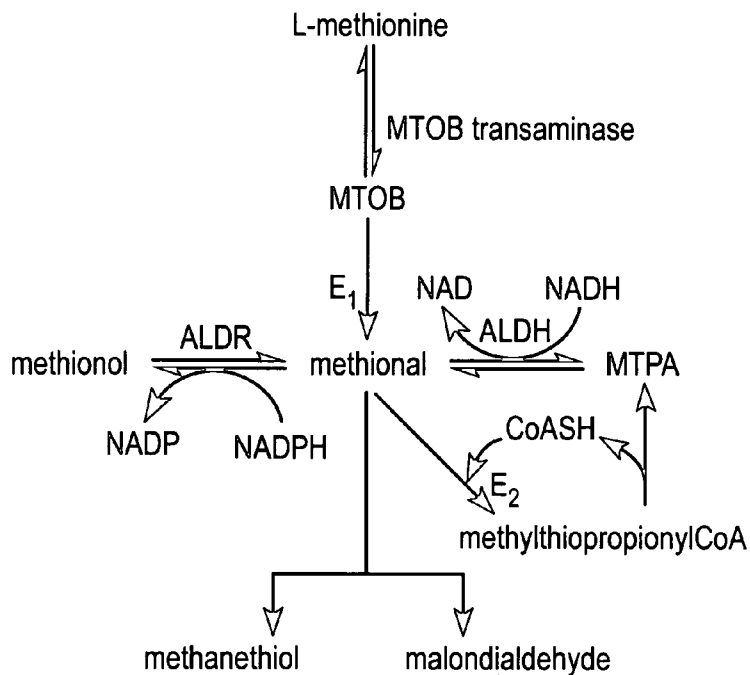 L-methionine
MTOB transaminase
MTOB
E1
NAD NADH
ALDR ALDH
methionol methional MTPA
NADP NADPH
CoASH
E2
methylthiopropionylCoA
methanethiol malondialdehyde